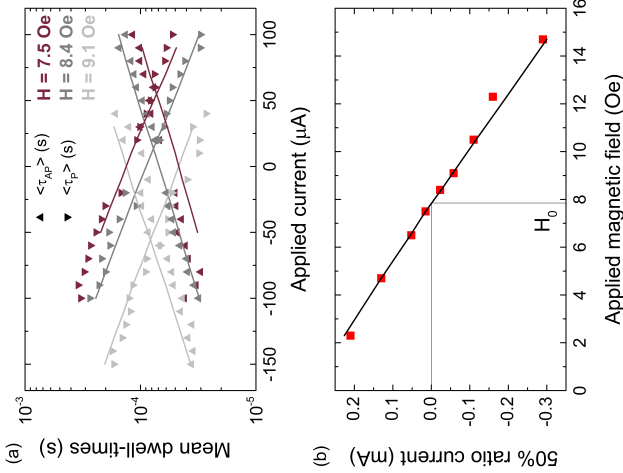 (a)
10⁻³
10⁻⁴
10⁻⁵
Mean dwell-times (s)
▲ <τ_AP> (s)
▼ <τ_P> (s)
H = 7.5 Oe
H = 8.4 Oe
H = 9.1 Oe
-150 -100 -50 0 50 100
Applied current (μA)
(b)
0.2
0.1
0.0
-0.1
-0.2
-0.3
50% ratio current (mA)
H₀
0 2 4 6 8 10 12 14 16
Applied magnetic field (Oe)